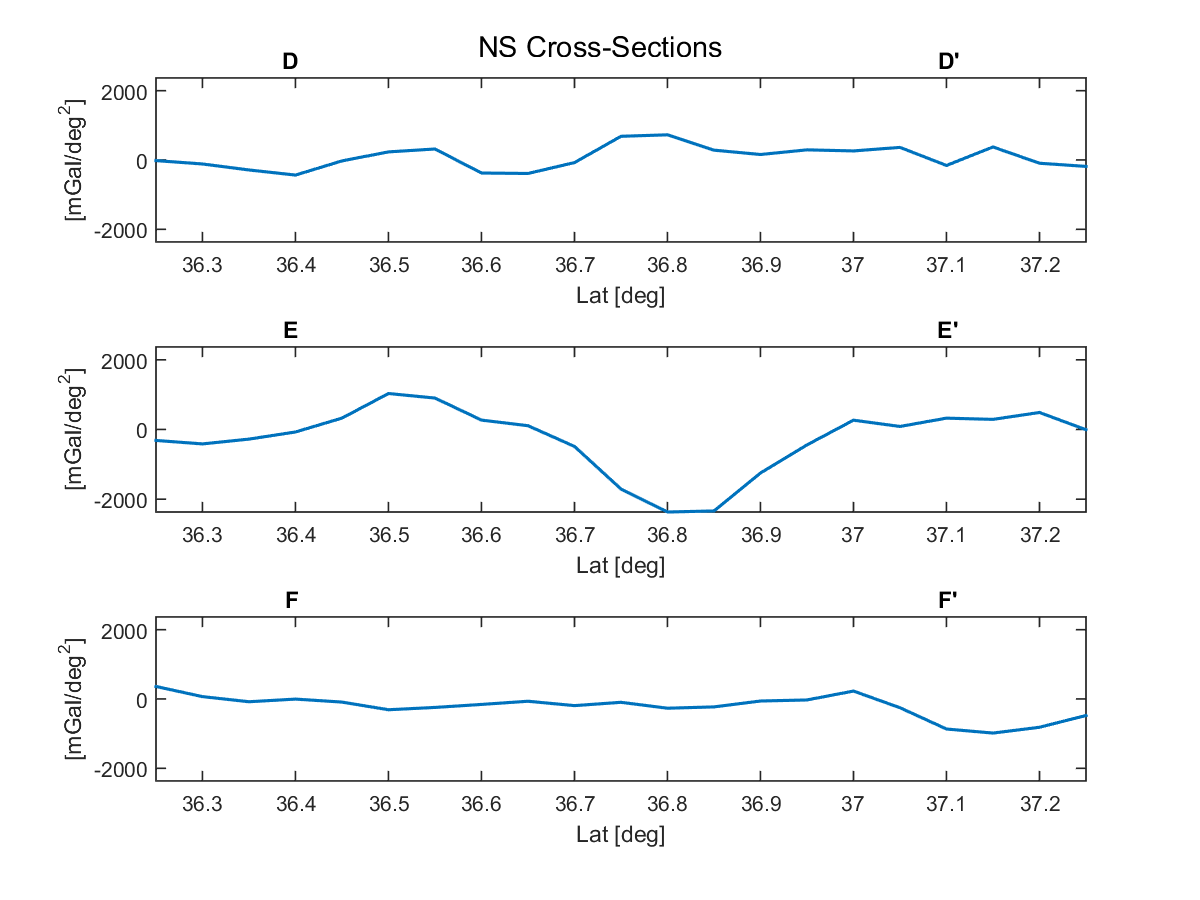 NS Cross-Sections
D D'
2000
0
-2000
[mGal/deg²]
36.3 36.4 36.5 36.6 36.7 36.8 36.9 37 37.1 37.2
Lat [deg]
E E'
2000
0
-2000
[mGal/deg²]
36.3 36.4 36.5 36.6 36.7 36.8 36.9 37 37.1 37.2
Lat [deg]
F F'
2000
0
-2000
[mGal/deg²]
36.3 36.4 36.5 36.6 36.7 36.8 36.9 37 37.1 37.2
Lat [deg]